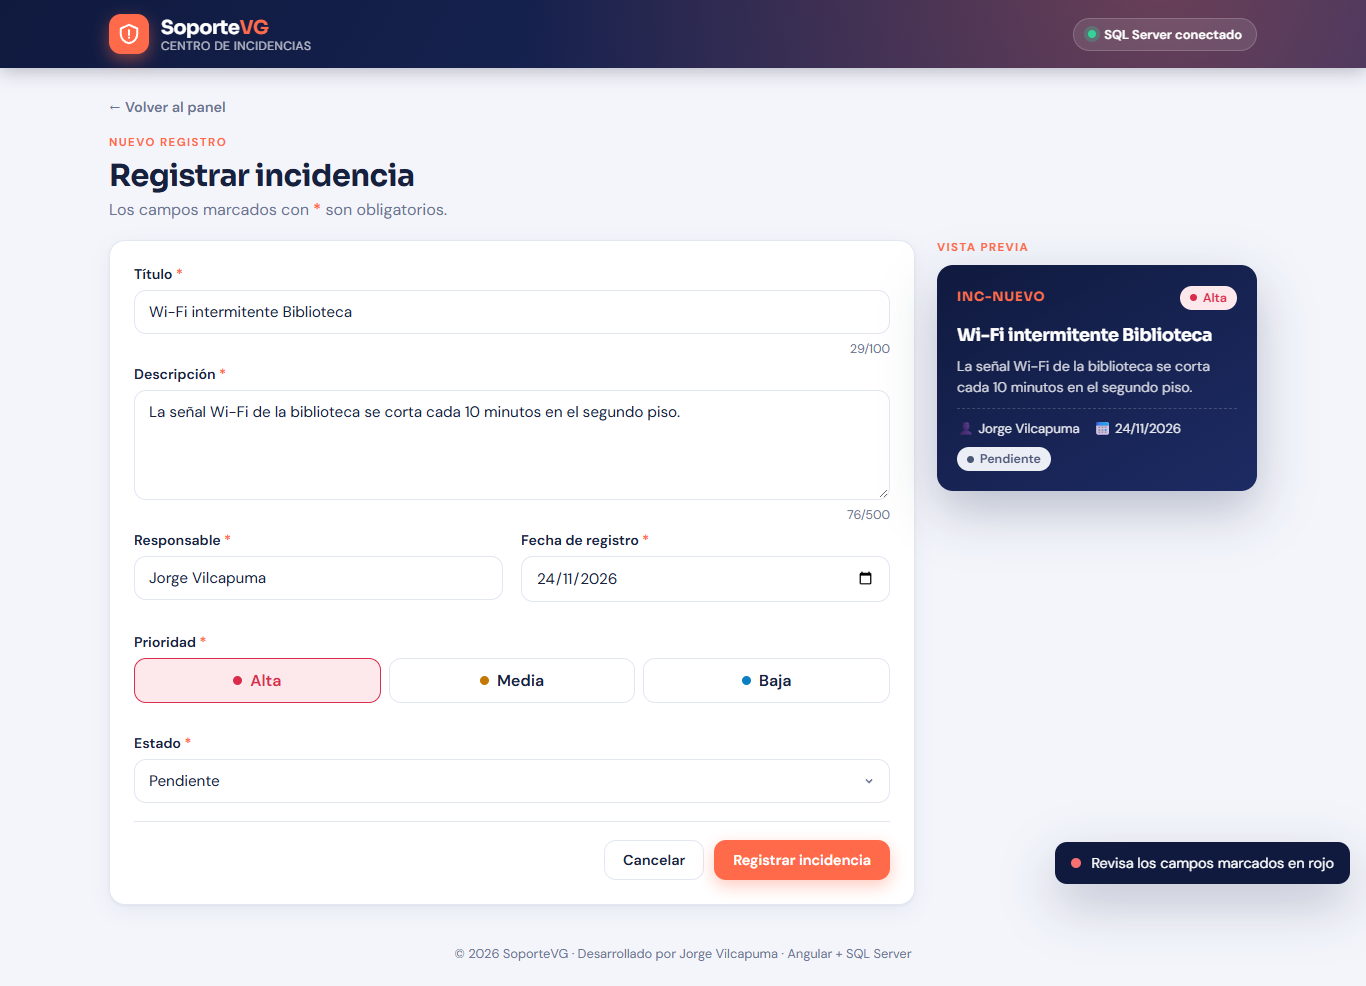 SoporteVG
CENTRO DE INCIDENCIAS
SQL Server conectado
← Volver al panel
NUEVO REGISTRO
Registrar incidencia
Los campos marcados con * son obligatorios.
Título *
Wi-Fi intermitente Biblioteca
29/100
Descripción *
La señal Wi-Fi de la biblioteca se corta cada 10 minutos en el segundo piso.
76/500
Responsable *
Fecha de registro *
Jorge Vilcapuma
24/11/2026
Prioridad *
Alta
Media
Baja
Estado *
Pendiente
Cancelar
Registrar incidencia
VISTA PREVIA
INC-NUEVO
Alta
Wi-Fi intermitente Biblioteca
La señal Wi-Fi de la biblioteca se corta
cada 10 minutos en el segundo piso.
Jorge Vilcapuma
24/11/2026
Pendiente
Revisa los campos marcados en rojo
© 2026 SoporteVG · Desarrollado por Jorge Vilcapuma · Angular + SQL Server